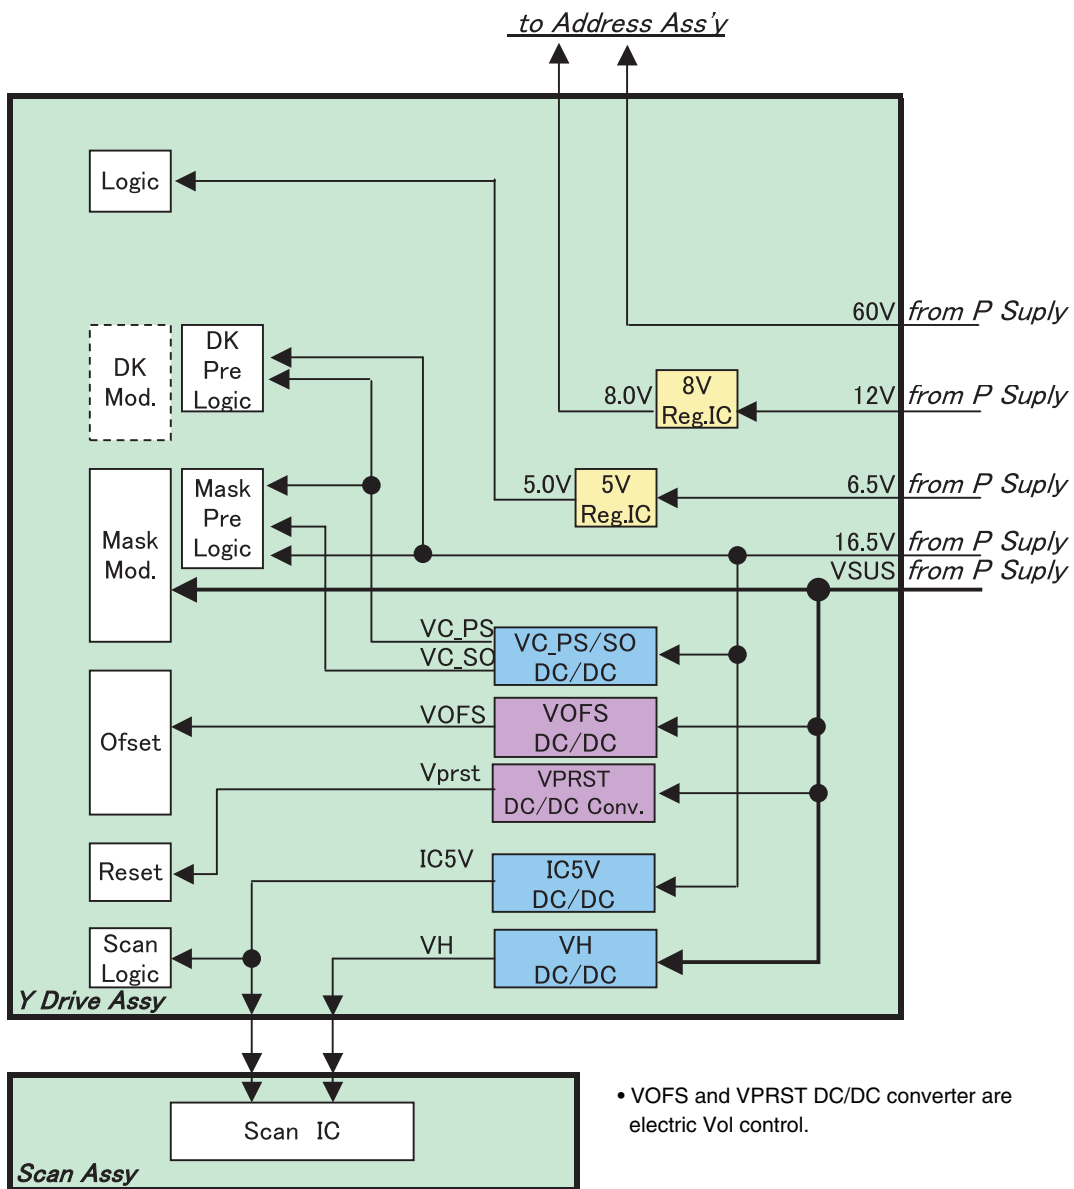 to Address Ass'y
Logic
60V from P Suply
DK
Mod.
DK
Pre
Logic
8.0V
8V
Reg.IC
12V from P Suply
Mask
Mod.
Mask
Pre
Logic
5.0V
5V
Reg.IC
6.5V from P Suply
16.5V from P Suply
VSUS from P Suply
VC_PS
VC_SO
VC_PS/SO
DC/DC
Ofset
VOFS
VOFS
DC/DC
Vprst
VPRST
DC/DC Conv.
Reset
IC5V
IC5V
DC/DC
Scan
Logic
VH
VH
DC/DC
Y Drive Assy
Scan IC
Scan Assy
• VOFS and VPRST DC/DC converter are
electric Vol control.